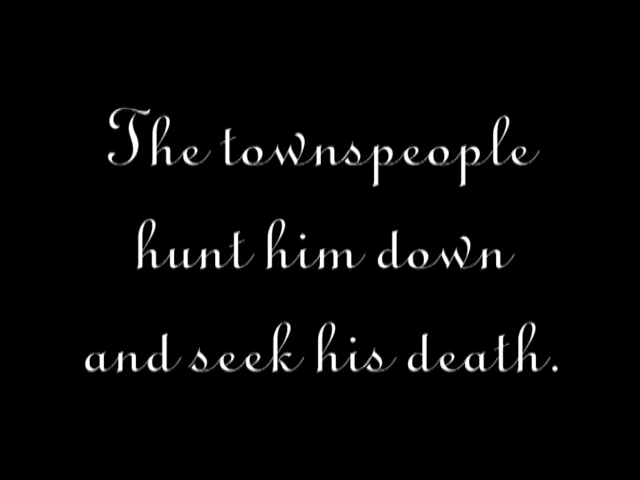 The townspeople
hunt him down
and seek his death.